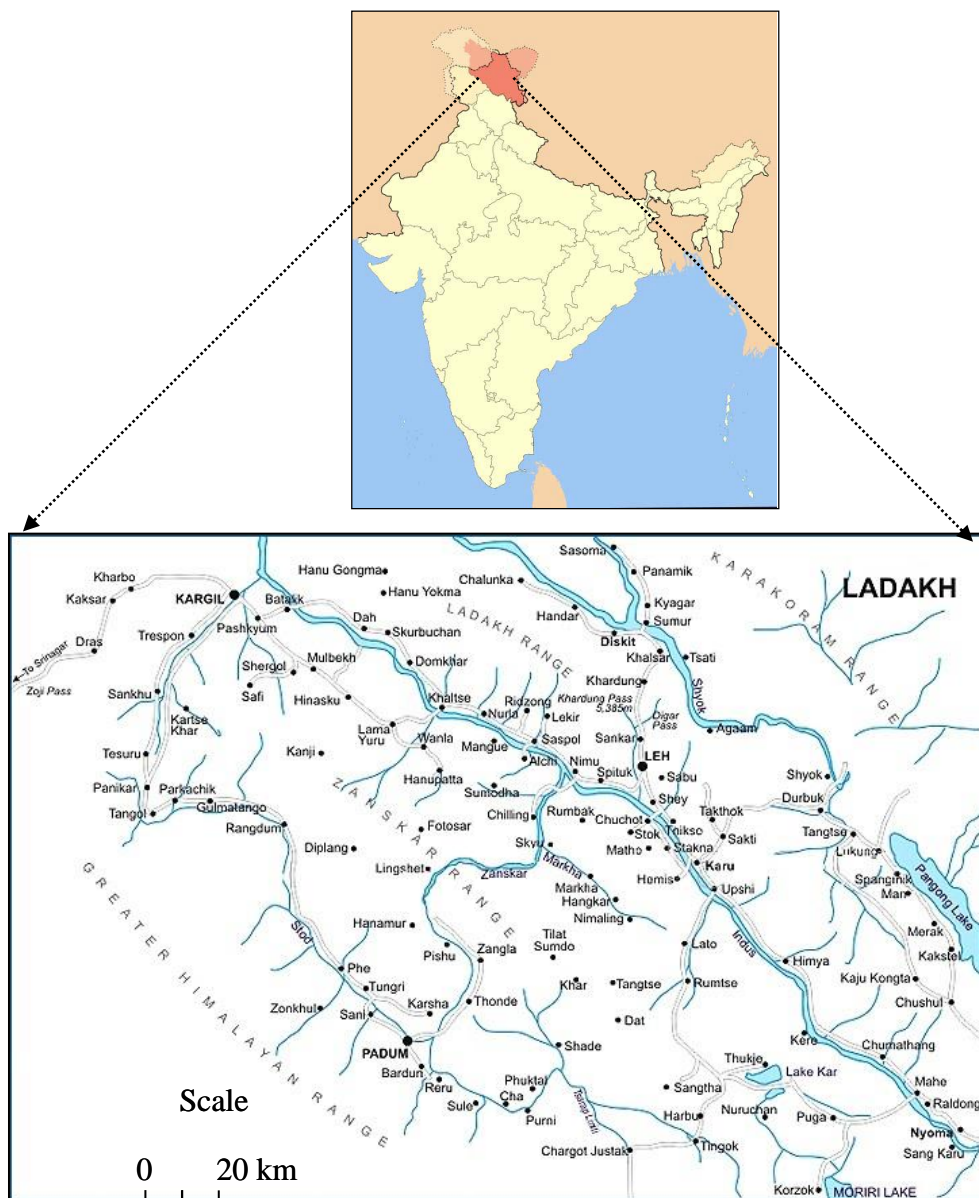 Sasoma
KARAKORAM RANGE
Kharbo
Hanu Gongma
Chalunka
Panamik
LADAKH
Kaksar
KARGIL
Batakk
Hanu Yokma
LADAKH RANGE
Handar
Kyagar
Sumur
Dras
Trespon
Pashkyum
Dah
Skurbuchan
Diskit
Khalsar
Tsati
To Srinagar
Zoji Pass
Shergol
Mulbekh
Domkhar
Khardung
Shyok
Sankhu
Safi
Hinasku
Khaltse
Ridzong
Khardung Pass
5,385m
Nurla
Lekir
Digar
Pass
Kartse
Khar
Lama
Yuru
Wanla
Mangue
Saspol
Sankar
Agaam
Tesuru
Kanji
Alchi
Nimu
LEH
Hanupatta
Spituk
Sabu
Shyok
Panikar
Parkachik
ZANSKAR RANGE
Sumdha
Shey
Durbuk
Tangol
Gulmatango
Chilling
Rumbak
Chuchot
Takthok
Rangdum
Fotosar
Stok
Tsikso
Sakti
Tangtse
Diplang
Skyu
Matho
Stakna
Lukung
Lingshet
Zanskar
Markha
Karu
Spangmik
Man
Pangong Lake
Markha
Hemis
Upshi
GREATER HIMALAYAN RANGE
Hangkar
Nimaling
Stod
Hanamur
Tilat
Sumdo
Lato
Indus
Merak
Pishu
Zangla
Kakstel
Phe
Himya
Kaju Kongta
Tungri
Khar
Tangtse
Rumtse
Chushul
Zonkhul
Sani
Karsha
Thonde
Dat
PADUM
Shade
Kere
Chumathang
Bardun
Thukje
Lake Kar
Reru
Phuktal
Sangtha
Mahe
Scale
Sule
Cha
Purni
Tsarap Lingti
Harbu
Nuruchan
Puga
Raldong
Nyoma
Chargot Justak
Tingok
Sang Karu
0 20 km
Korzok
MORIRI LAKE